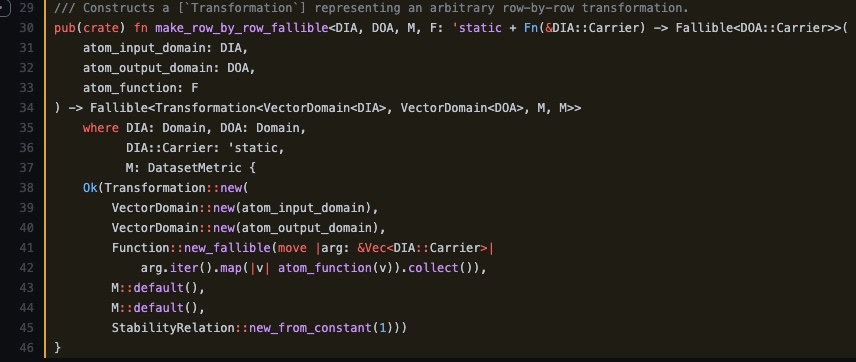 29 /// Constructs a [`Transformation`] representing an arbitrary row-by-row transformation.
30 pub(crate) fn make_row_by_row_fallible<DIA, DOA, M, F: 'static + Fn(&DIA::Carrier) -> Fallible<DOA::Carrier>>(
31     atom_input_domain: DIA,
32     atom_output_domain: DOA,
33     atom_function: F
34 ) -> Fallible<Transformation<VectorDomain<DIA>, VectorDomain<DOA>, M, M>>
35     where DIA: Domain, DOA: Domain,
36           DIA::Carrier: 'static,
37           M: DatasetMetric {
38     Ok(Transformation::new(
39         VectorDomain::new(atom_input_domain),
40         VectorDomain::new(atom_output_domain),
41         Function::new_fallible(move |arg: &Vec<DIA::Carrier>|
42             arg.iter().map(|v| atom_function(v)).collect()),
43         M::default(),
44         M::default(),
45         StabilityRelation::new_from_constant(1)))
46 }